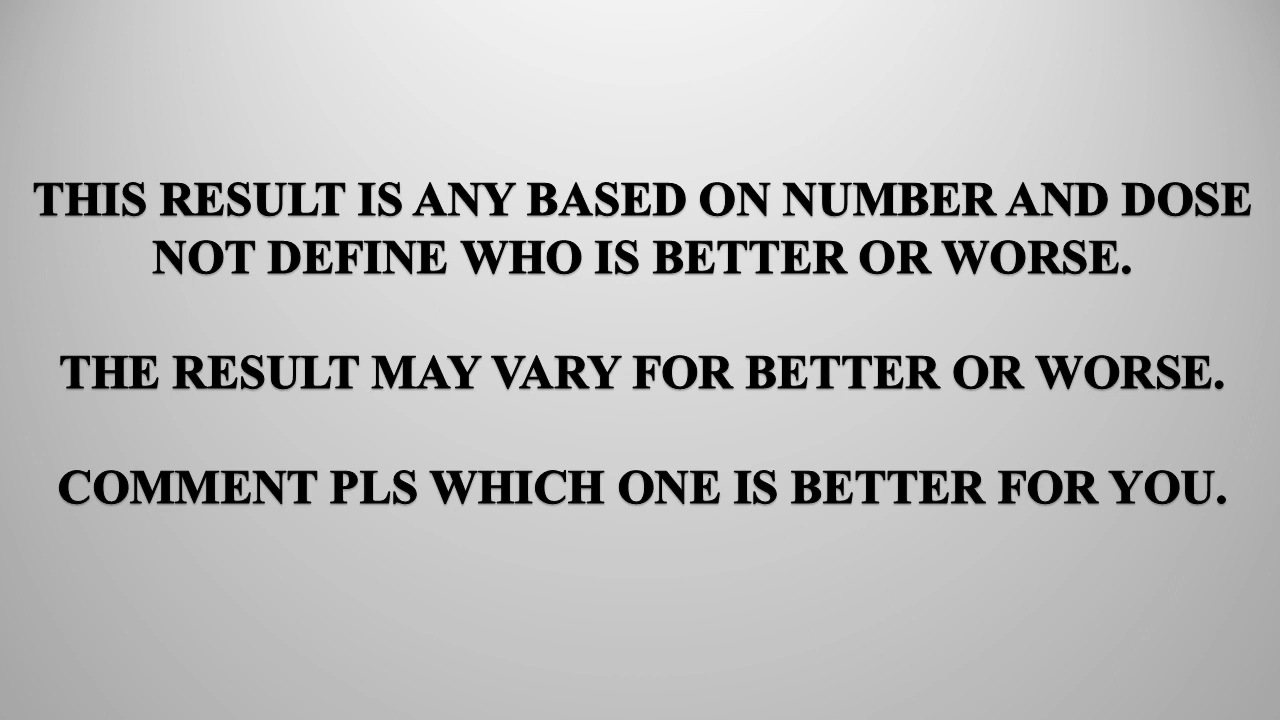 THIS RESULT IS ANY BASED ON NUMBER AND DOSE
NOT DEFINE WHO IS BETTER OR WORSE.
THE RESULT MAY VARY FOR BETTER OR WORSE.
COMMENT PLS WHICH ONE IS BETTER FOR YOU.